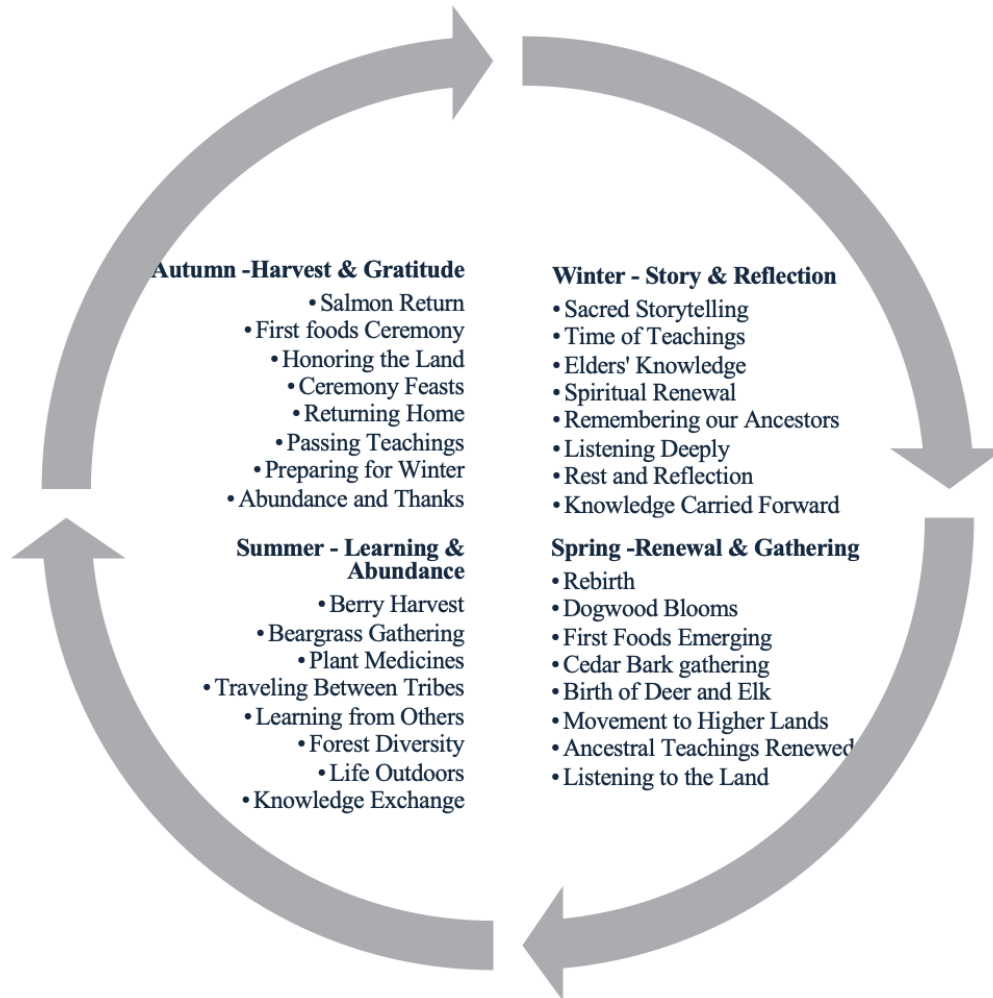 Autumn -Harvest & Gratitude
• Salmon Return
• First foods Ceremony
• Honoring the Land
• Ceremony Feasts
• Returning Home
• Passing Teachings
• Preparing for Winter
• Abundance and Thanks
Winter - Story & Reflection
• Sacred Storytelling
• Time of Teachings
• Elders' Knowledge
• Spiritual Renewal
• Remembering our Ancestors
• Listening Deeply
• Rest and Reflection
• Knowledge Carried Forward
Summer - Learning &
Abundance
• Berry Harvest
• Beargrass Gathering
• Plant Medicines
• Traveling Between Tribes
• Learning from Others
• Forest Diversity
• Life Outdoors
• Knowledge Exchange
Spring -Renewal & Gathering
• Rebirth
• Dogwood Blooms
• First Foods Emerging
• Cedar Bark gathering
• Birth of Deer and Elk
• Movement to Higher Lands
• Ancestral Teachings Renewed
• Listening to the Land